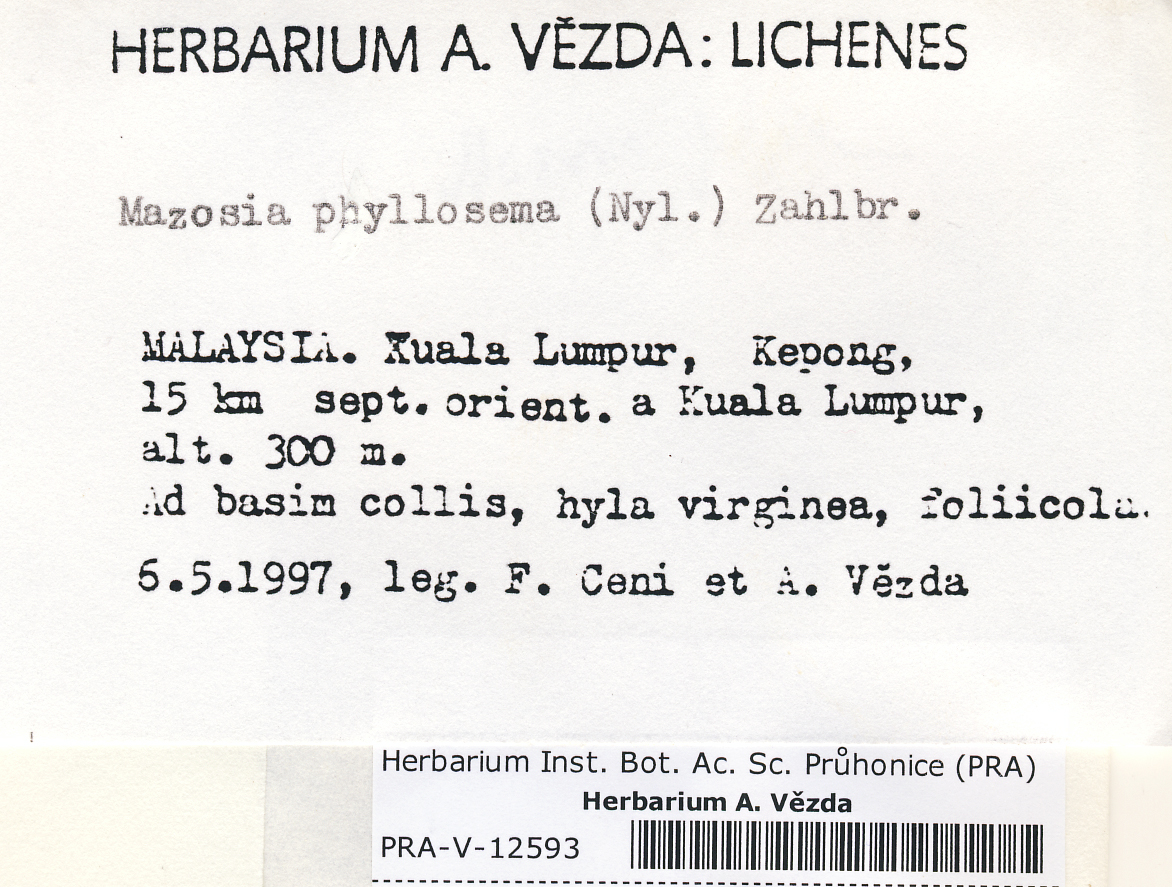 HERBARIUM A. VĚZDA: LICHENES
Mazosia phyllosema (Nyl.) Zahlbr.
MALAYSIA. Kuala Lumpur, Kepong,
15 km sept. orient. a Kuala Lumpur,
alt. 300 m.
Ad basim collis, hyla virginea, foliicola.
6.5.1997, leg. F. Ceni et A. Vězda
Herbarium Inst. Bot. Ac. Sc. Průhonice (PRA)
Herbarium A. Vězda
PRA-V-12593